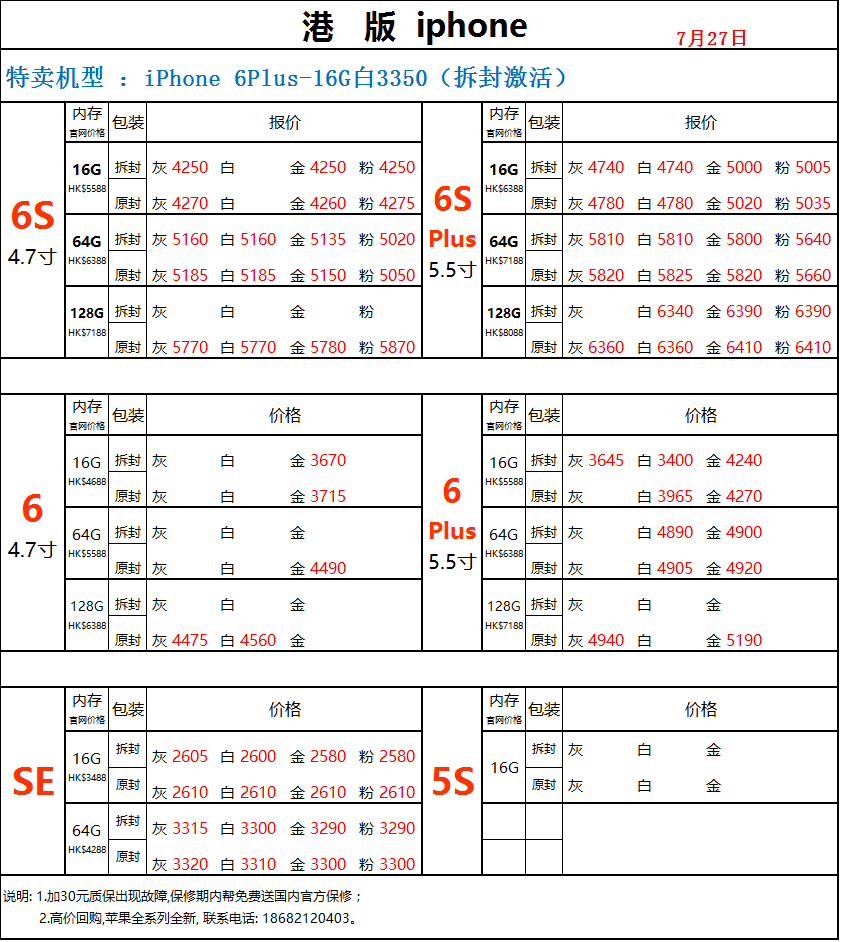 港 版 iphone
7月27日
特卖机型 ：iPhone 6Plus-16G白3350（拆封激活）
6S
4.7寸
内存
官网价格
包装
报价
16G
HK$5588
拆封
灰 4250 白 金 4250 粉 4250
原封
灰 4270 白 金 4260 粉 4275
64G
HK$6388
拆封
灰 5160 白 5160 金 5135 粉 5020
原封
灰 5185 白 5185 金 5150 粉 5050
128G
HK$7188
拆封
灰 白 金 粉
原封
灰 5770 白 5770 金 5780 粉 5870
6S
Plus
5.5寸
内存
官网价格
包装
报价
16G
HK$6388
拆封
灰 4740 白 4740 金 5000 粉 5005
原封
灰 4780 白 4780 金 5020 粉 5035
64G
HK$7188
拆封
灰 5810 白 5810 金 5800 粉 5640
原封
灰 5820 白 5825 金 5820 粉 5660
128G
HK$8088
拆封
灰 白 6340 金 6390 粉 6390
原封
灰 6360 白 6360 金 6410 粉 6410
6
4.7寸
内存
官网价格
包装
价格
16G
HK$4688
拆封
灰 白 金 3670
原封
灰 白 金 3715
64G
HK$5588
拆封
灰 白 金
原封
灰 白 金 4490
128G
HK$6388
拆封
灰 白 金
原封
灰 4475 白 4560 金
6
Plus
5.5寸
内存
官网价格
包装
价格
16G
HK$5588
拆封
灰 3645 白 3400 金 4240
原封
灰 白 3965 金 4270
64G
HK$6388
拆封
灰 白 4890 金 4900
原封
灰 白 4905 金 4920
128G
HK$7188
拆封
灰 白 金
原封
灰 4940 白 金 5190
SE
内存
官网价格
包装
价格
16G
HK$3488
拆封
灰 2605 白 2600 金 2580 粉 2580
原封
灰 2610 白 2610 金 2610 粉 2610
64G
HK$4288
拆封
灰 3315 白 3300 金 3290 粉 3290
原封
灰 3320 白 3310 金 3300 粉 3300
5S
内存
官网价格
包装
价格
16G
拆封
灰 白 金
原封
灰 白 金
说明: 1.加30元质保出现故障,保修期内帮免费送国内官方保修；
2.高价回购,苹果全系列全新, 联系电话: 18682120403。